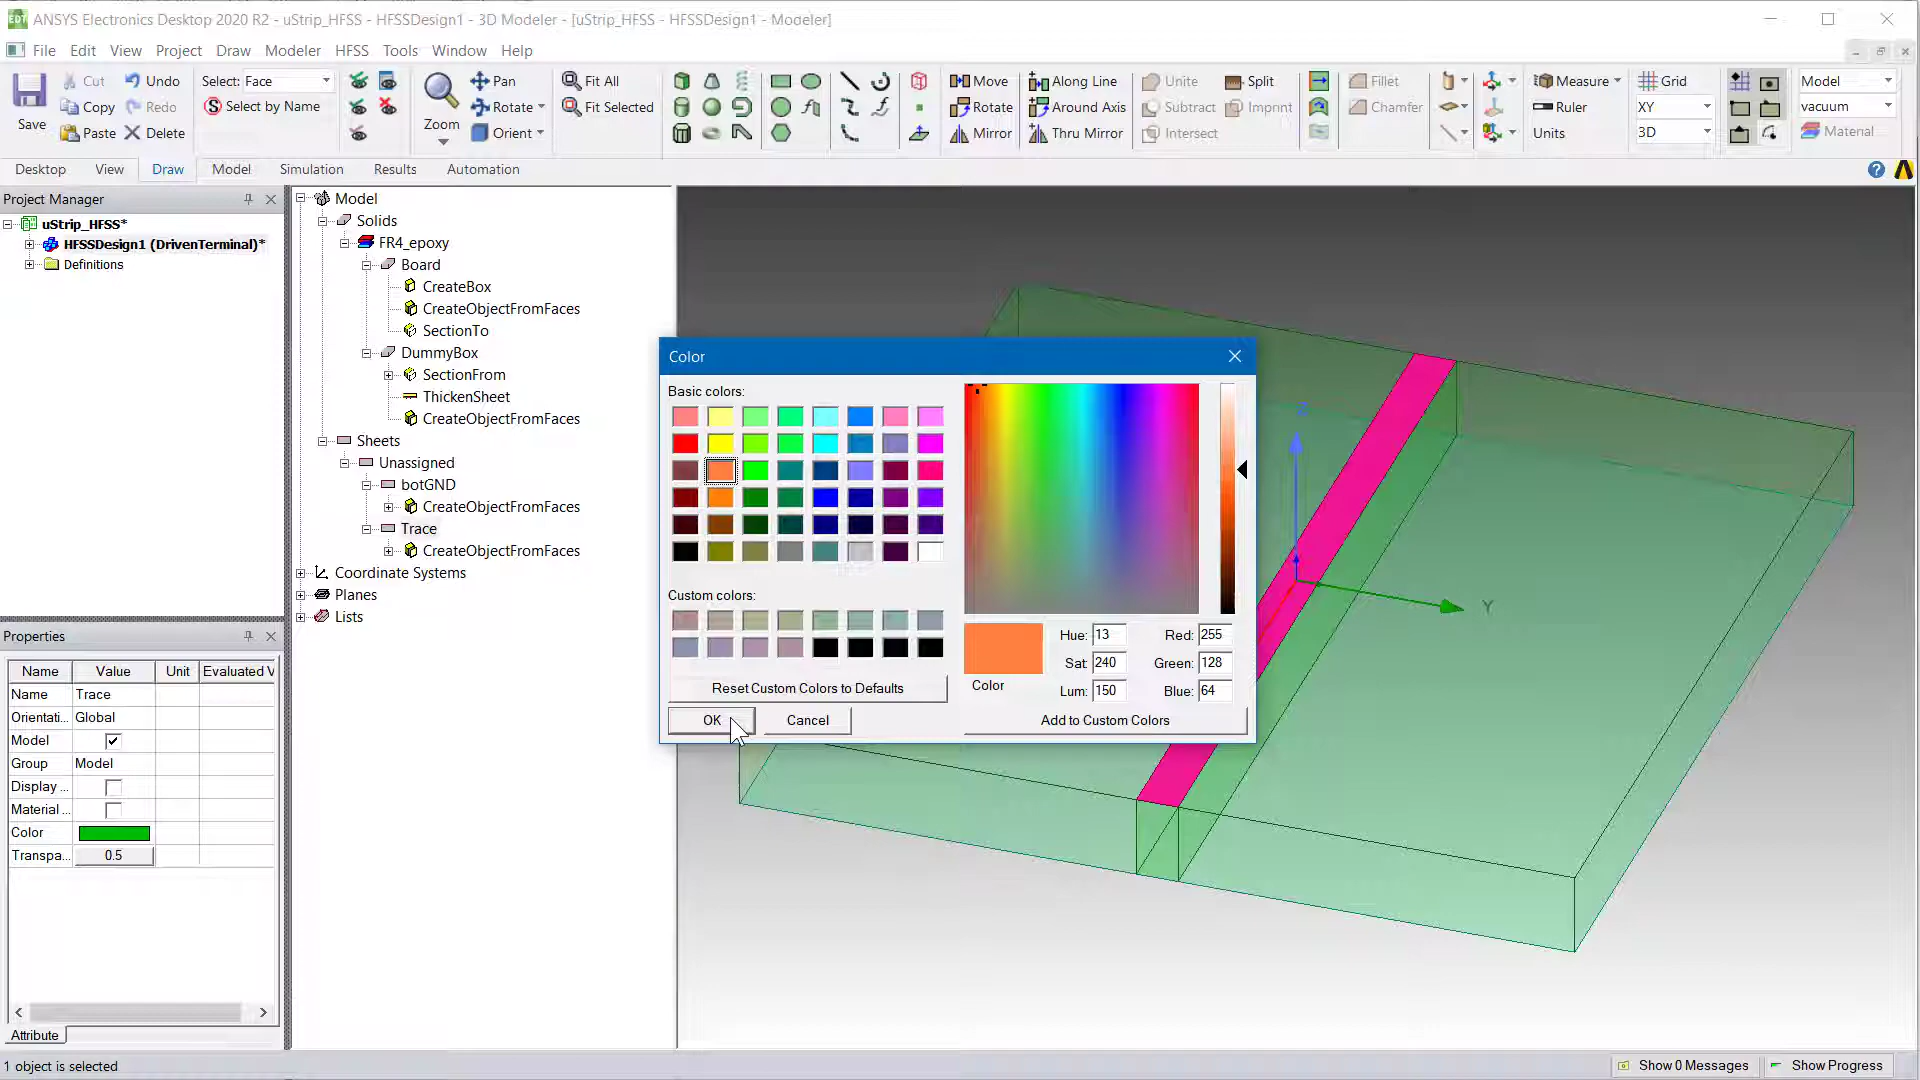 ANSYS Electronics Desktop 2020 R2 - uStrip_HFSS - HFSSDesign1 - 3D Modeler - [uStrip_HFSS - HFSSDesign1 - Modeler]
File Edit View Project Draw Modeler HFSS Tools Window Help
Save
Cut Undo
Copy Redo
Paste Delete
Select: Face
Select by Name
Zoom
Pan
Rotate
Orient
Fit All
Fit Selected
Move Along Line
Rotate Around Axis
Mirror Thru Mirror
Unite Split
Subtract Imprint
Intersect
Fillet
Chamfer
Measure
Ruler
Units
Grid
XY
3D
Model
vacuum
Material
Desktop View Draw Model Simulation Results Automation
Project Manager
uStrip_HFSS*
HFSSDesign1 (DrivenTerminal)*
Definitions
Model
Solids
FR4_epoxy
Board
CreateBox
CreateObjectFromFaces
SectionTo
DummyBox
SectionFrom
ThickenSheet
CreateObjectFromFaces
Sheets
Unassigned
botGND
CreateObjectFromFaces
Trace
CreateObjectFromFaces
Coordinate Systems
Planes
Lists
Properties
Name Value Unit Evaluated V
Name Trace
Orientati... Global
Model
Group Model
Display ...
Material ...
Color
Transpa... 0.5
Attribute
Color
Basic colors:
Custom colors:
Reset Custom Colors to Defaults
OK Cancel
Color
Hue: 13 Red: 255
Sat: 240 Green: 128
Lum: 150 Blue: 64
Add to Custom Colors
Z
Y
1 object is selected
Show 0 Messages Show Progress